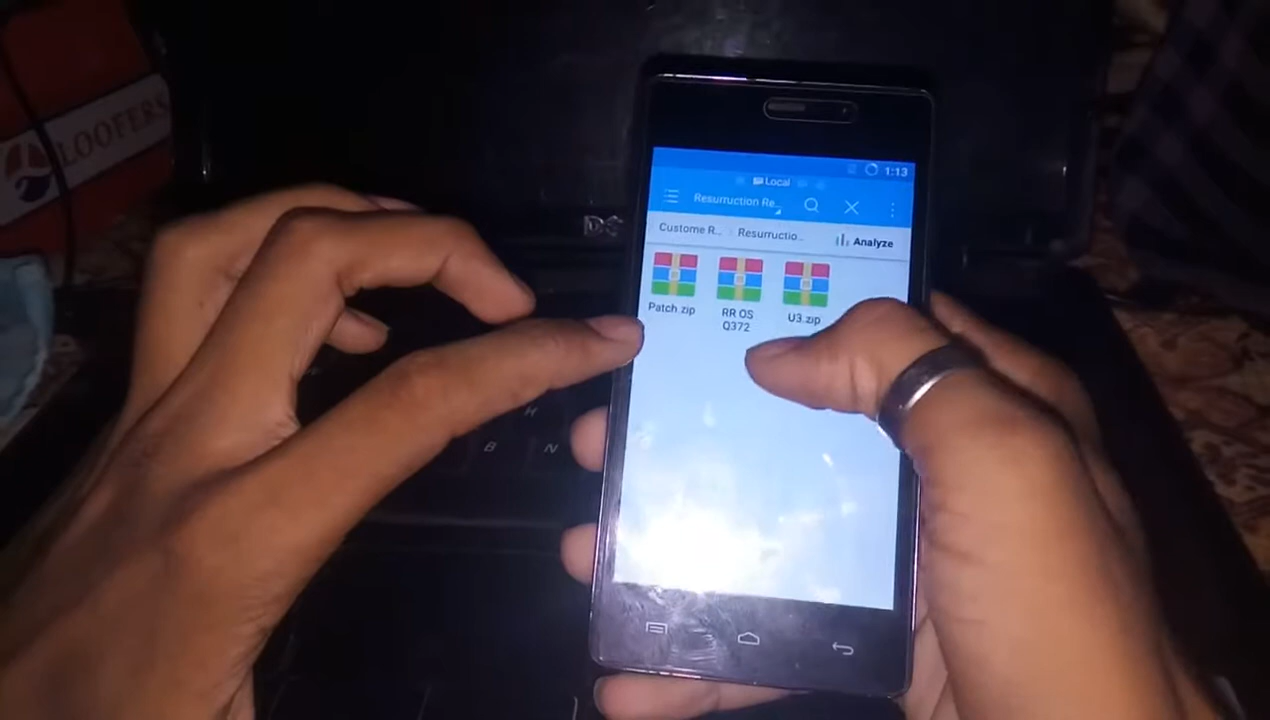 LOOFERS
1:13
Local
Resurruction Re...
Custome R... Resurructio... Analyze
Patch.zip
RR OS
Q372
U3.zip
H
B N